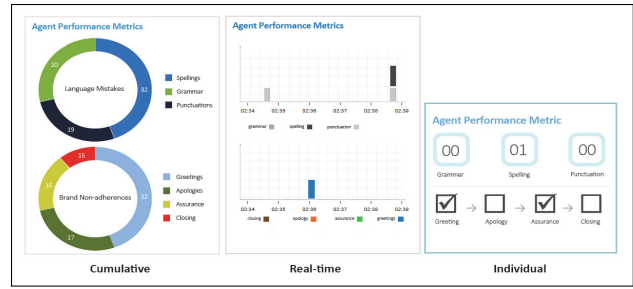 Agent Performance Metrics
20
32
19
Language Mistakes
Spellings
Grammar
Punctuations
15
16
32
17
Brand Non-adherences
Greetings
Apologies
Assurance
Closing
Cumulative
Agent Performance Metrics
02:34 02:35 02:36 02:37 02:38 02:39
grammar spelling punctuation
02:34 02:35 02:36 02:38 02:38 02:39
closing apology assurance greetings
Real-time
Agent Performance Metric
00 01 00
Grammar Spelling Punctuation
Greeting → Apology → Assurance → Closing
Individual